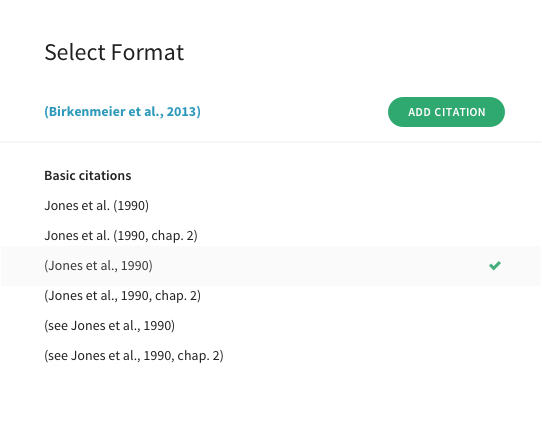 Select Format
(Birkenmeier et al., 2013)
ADD CITATION
Basic citations
Jones et al. (1990)
Jones et al. (1990, chap. 2)
(Jones et al., 1990)
(Jones et al., 1990, chap. 2)
(see Jones et al., 1990)
(see Jones et al., 1990, chap. 2)